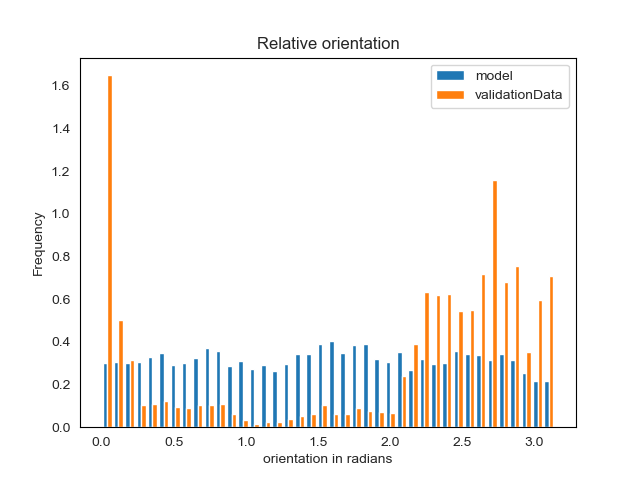 Relative orientation
model
validationData
Frequency
1.6
1.4
1.2
1.0
0.8
0.6
0.4
0.2
0.0
0.0 0.5 1.0 1.5 2.0 2.5 3.0
orientation in radians